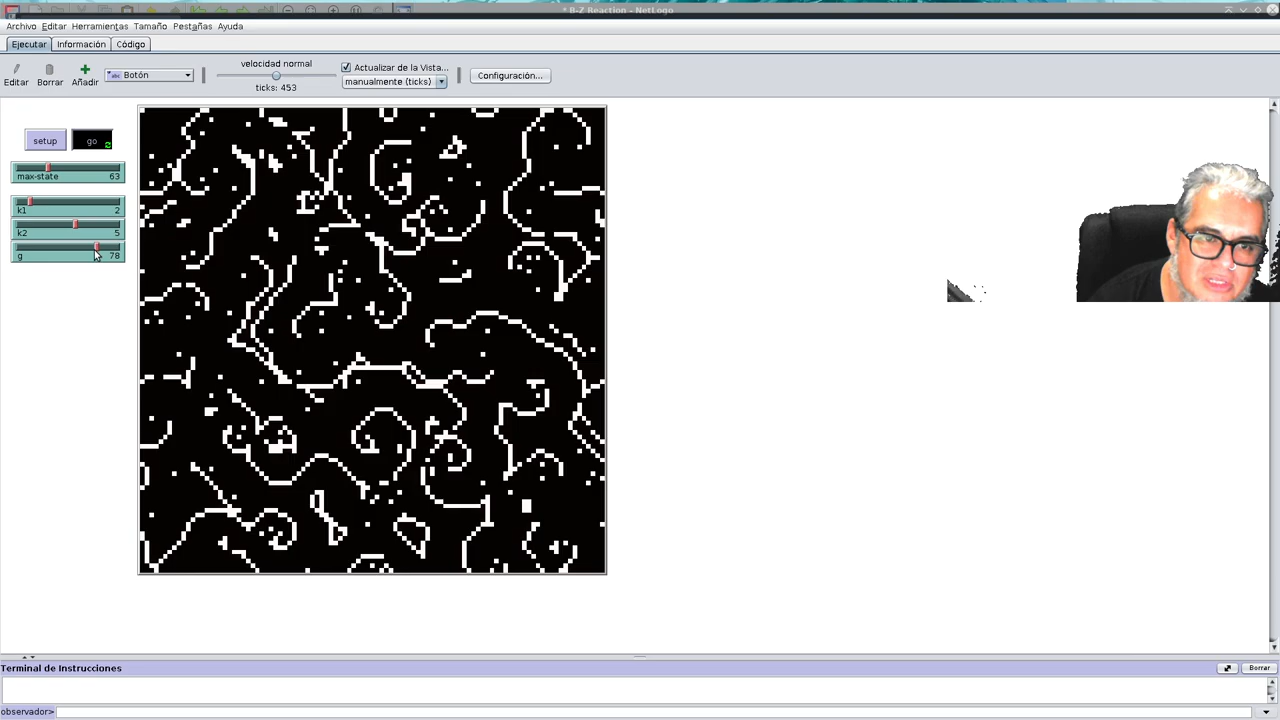 * B-Z Reaction - NetLogo
Archivo Editar Herramientas Tamaño Pestañas Ayuda
Ejecutar Información Código
Editar Borrar Añadir
abc Botón
velocidad normal
ticks: 453
Actualizar de la Vista...
manualmente (ticks)
Configuración...
setup go
max-state 63
k1 2
k2 5
g 78
Terminal de Instrucciones
Borrar
observador>